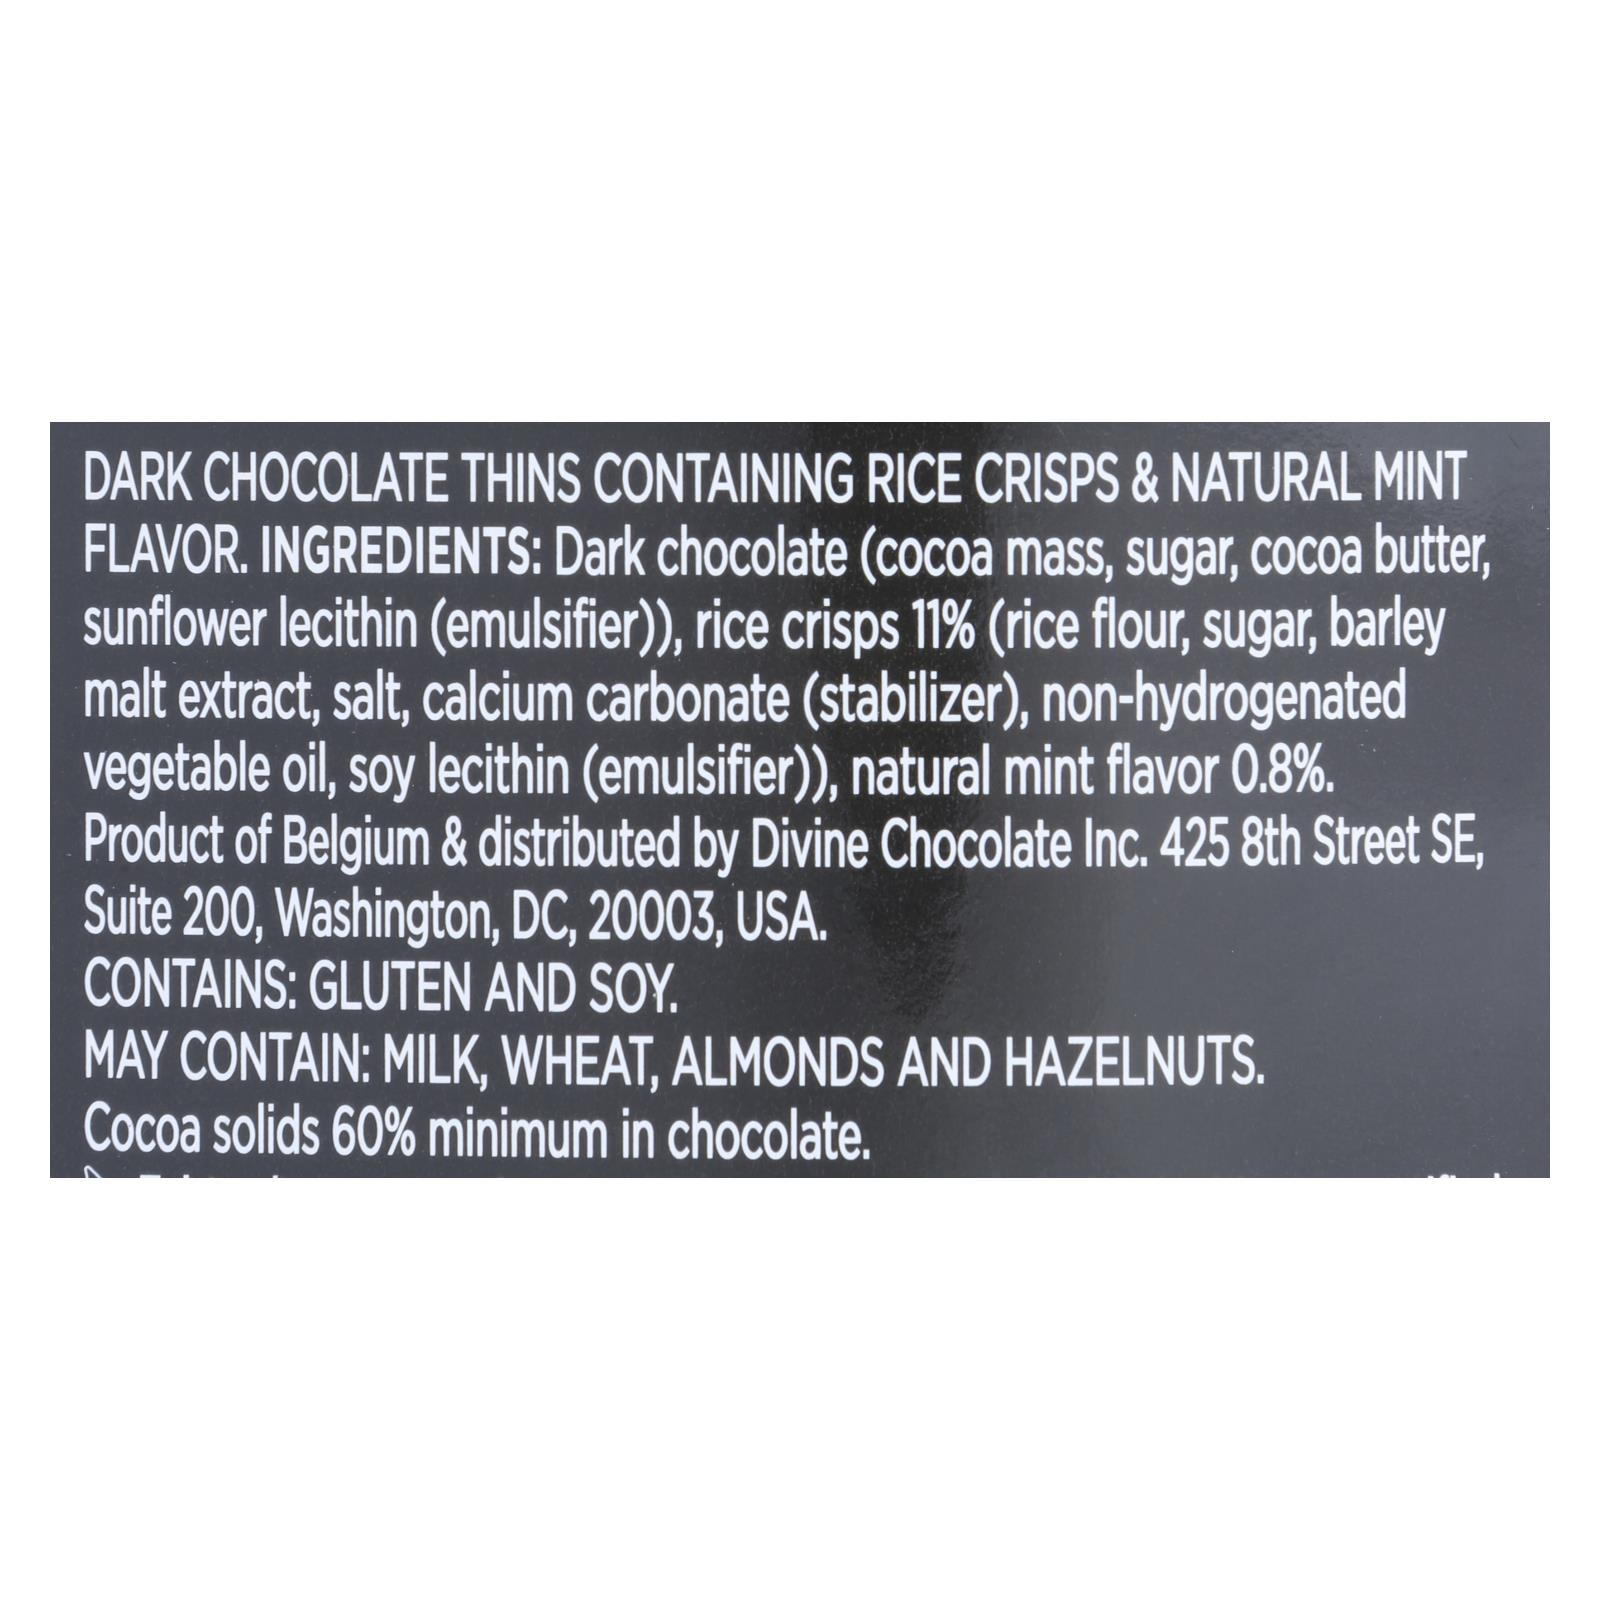 DARK CHOCOLATE THINS CONTAINING RICE CRISPS & NATURAL MINT
FLAVOR. INGREDIENTS: Dark chocolate (cocoa mass, sugar, cocoa butter,
sunflower lecithin (emulsifier)), rice crisps 11% (rice flour, sugar, barley
malt extract, salt, calcium carbonate (stabilizer), non-hydrogenated
vegetable oil, soy lecithin (emulsifier)), natural mint flavor 0.8%.
Product of Belgium & distributed by Divine Chocolate Inc. 425 8th Street SE,
Suite 200, Washington, DC, 20003, USA.
CONTAINS: GLUTEN AND SOY.
MAY CONTAIN: MILK, WHEAT, ALMONDS AND HAZELNUTS.
Cocoa solids 60% minimum in chocolate.